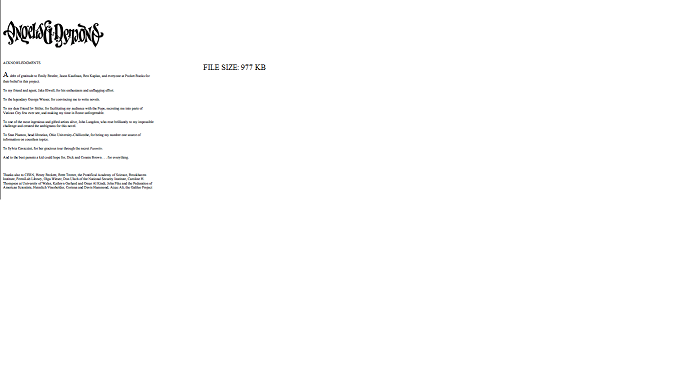 Angels & Demons
ACKNOWLEDGMENTS
A debt of gratitude to Emily Bestler, Jason Kaufman, Ben Kaplan, and everyone at Pocket Books for
their belief in this project.
To my friend and agent, Jake Elwell, for his enthusiasm and unflagging effort.
To the legendary George Wieser, for convincing me to write novels.
To my dear friend Irv Sittler, for facilitating my audience with the Pope, secreting me into parts of
Vatican City few ever see, and making my time in Rome unforgettable.
To one of the most ingenious and gifted artists alive, John Langdon, who rose brilliantly to my impossible
challenge and created the ambigrams for this novel.
To Stan Planton, head librarian, Ohio University-Chillicothe, for being my number one source of
information on countless topics.
To Sylvia Cavazzini, for her gracious tour through the secret Passetto.
And to the best parents a kid could hope for, Dick and Connie Brown . . . for everything.
Thanks also to CERN, Henry Beckett, Brett Trotter, the Pontifical Academy of Science, Brookhaven
Institute, FermiLab Library, Olga Wieser, Don Ulsch of the National Security Institute, Caroline H.
Thompson at University of Wales, Kathryn Gerhard and Omar Al Kindi, John Pike and the Federation of
American Scientists, Heimlich Viserholder, Corinna and Davis Hammond, Aizaz Ali, the Galileo Project
FILE SIZE: 977 KB